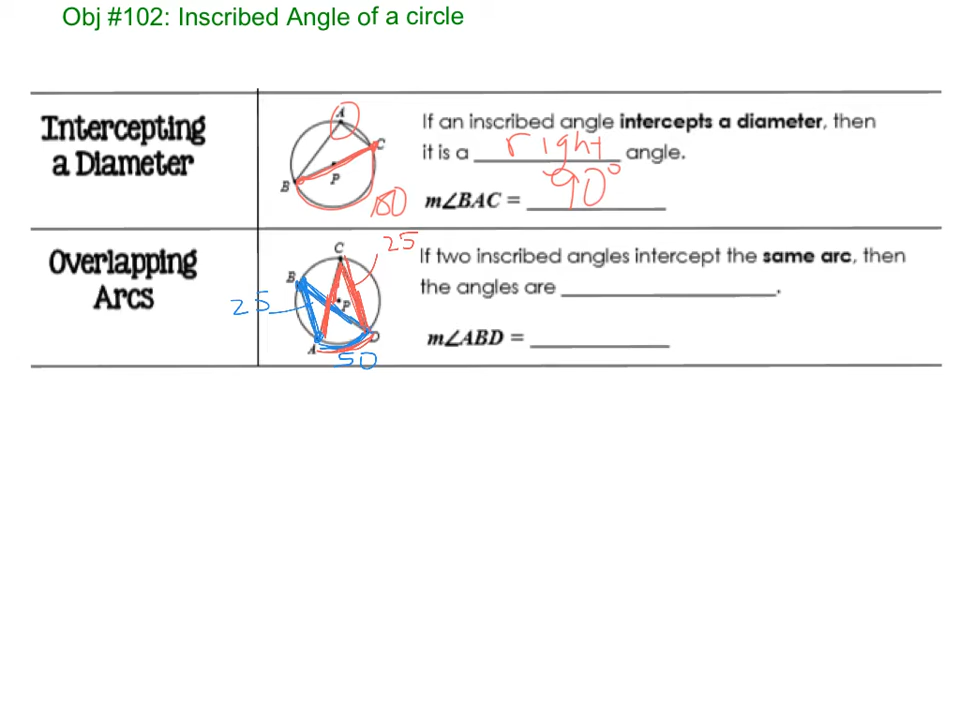 Obj #102: Inscribed Angle of a circle
Intercepting
a Diameter
A
C
B
P
180
If an inscribed angle intercepts a diameter, then
it is a right angle.
m∠BAC = 90°
Overlapping
Arcs
C
25
B
25
P
D
A
50
If two inscribed angles intercept the same arc, then
the angles are ____________________.
m∠ABD = _____________